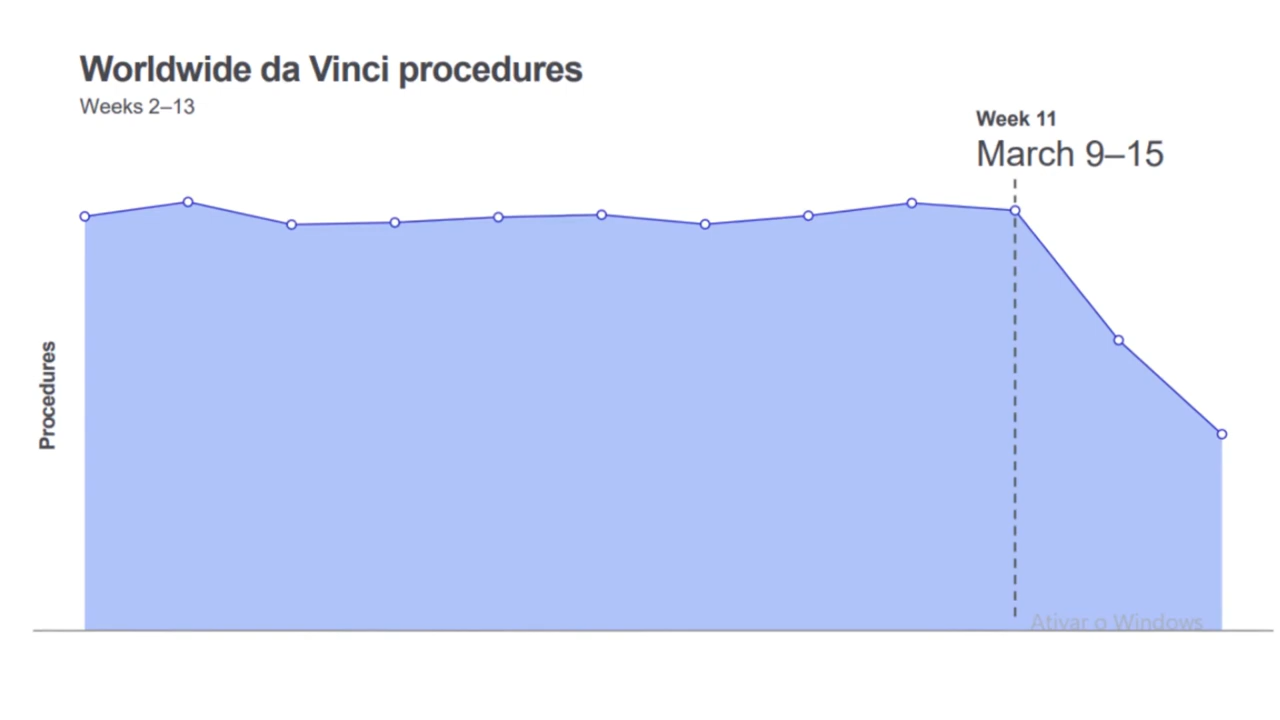 Worldwide da Vinci procedures
Weeks 2–13
Week 11
March 9–15
Procedures
Ativar o Windows